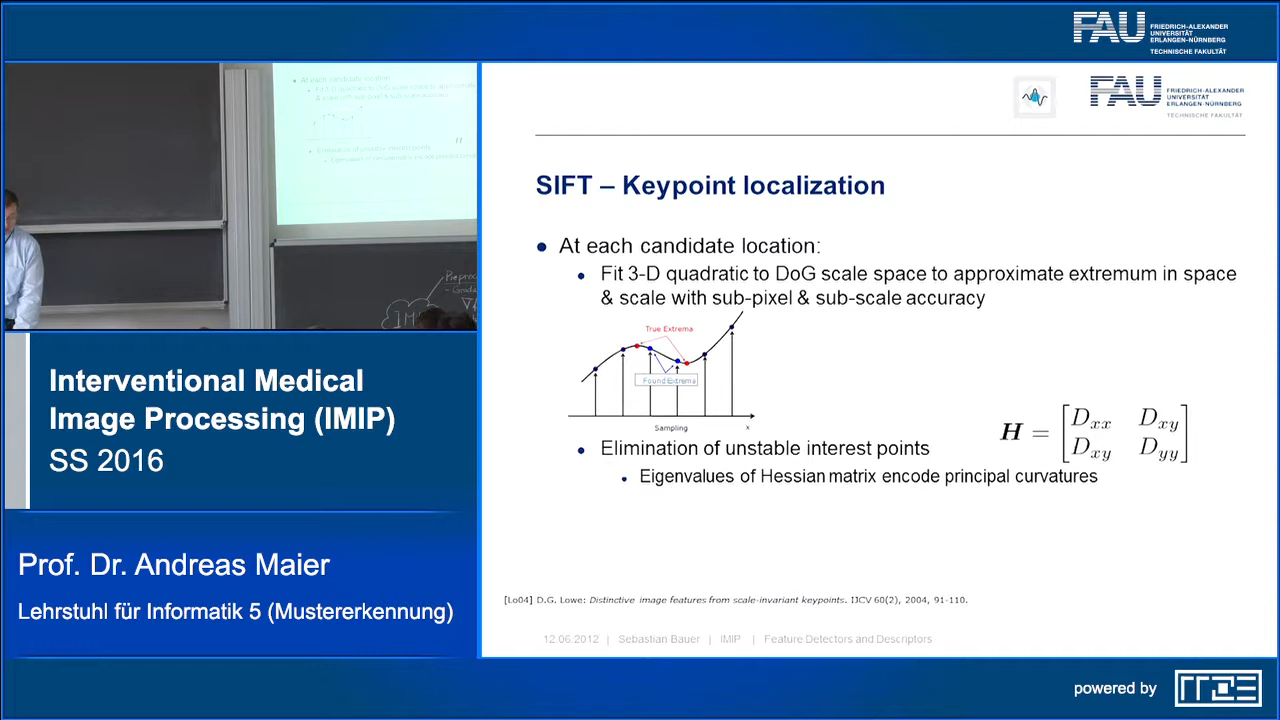 FAU
FRIEDRICH-ALEXANDER
UNIVERSITÄT
ERLANGEN-NÜRNBERG
TECHNISCHE FAKULTÄT
At each candidate location:
Interventional Medical
Image Processing (IMIP)
SS 2016
Prof. Dr. Andreas Maier
Lehrstuhl für Informatik 5 (Mustererkennung)
FAU
FRIEDRICH-ALEXANDER
UNIVERSITÄT
ERLANGEN-NÜRNBERG
TECHNISCHE FAKULTÄT
SIFT – Keypoint localization
• At each candidate location:
• Fit 3-D quadratic to DoG scale space to approximate extremum in space
& scale with sub-pixel & sub-scale accuracy
True Extrema
Found Extrema
x
Sampling
• Elimination of unstable interest points
H = [D_xx D_xy
D_xy D_yy]
• Eigenvalues of Hessian matrix encode principal curvatures
[Lo04] D.G. Lowe: Distinctive image features from scale-invariant keypoints. IJCV 60(2), 2004, 91-110.
12.06.2012 | Sebastian Bauer | IMIP | Feature Detectors and Descriptors
powered by